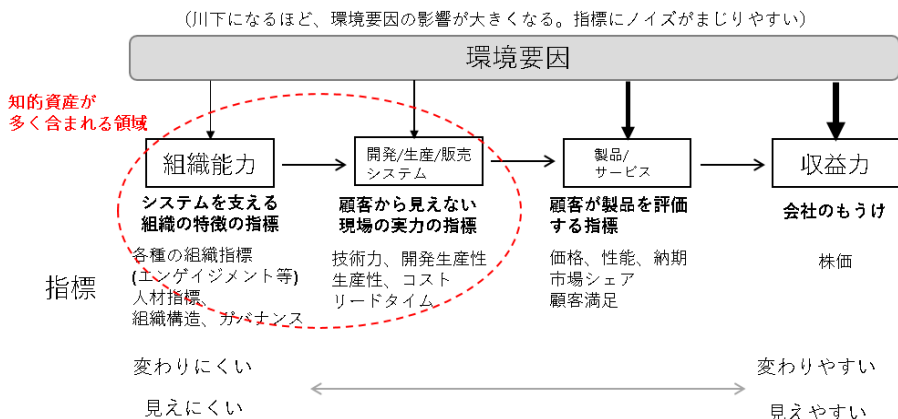 （川下になるほど、環境要因の影響が大きくなる。指標にノイズがまじりやすい）
環境要因
知的資産が
多く含まれる領域
組織能力
開発/生産/販売
システム
製品/
サービス
収益力
システムを支える
組織の特徴の指標
顧客から見えない
現場の実力の指標
顧客が製品を評価
する指標
会社のもうけ
指標
各種の組織指標
(エンゲイジメント等)
人材指標、
組織構造、ガバナンス
技術力、開発生産性
生産性、コスト
リードタイム
価格、性能、納期
市場シェア
顧客満足
株価
変わりにくい
変わりやすい
見えにくい
見えやすい